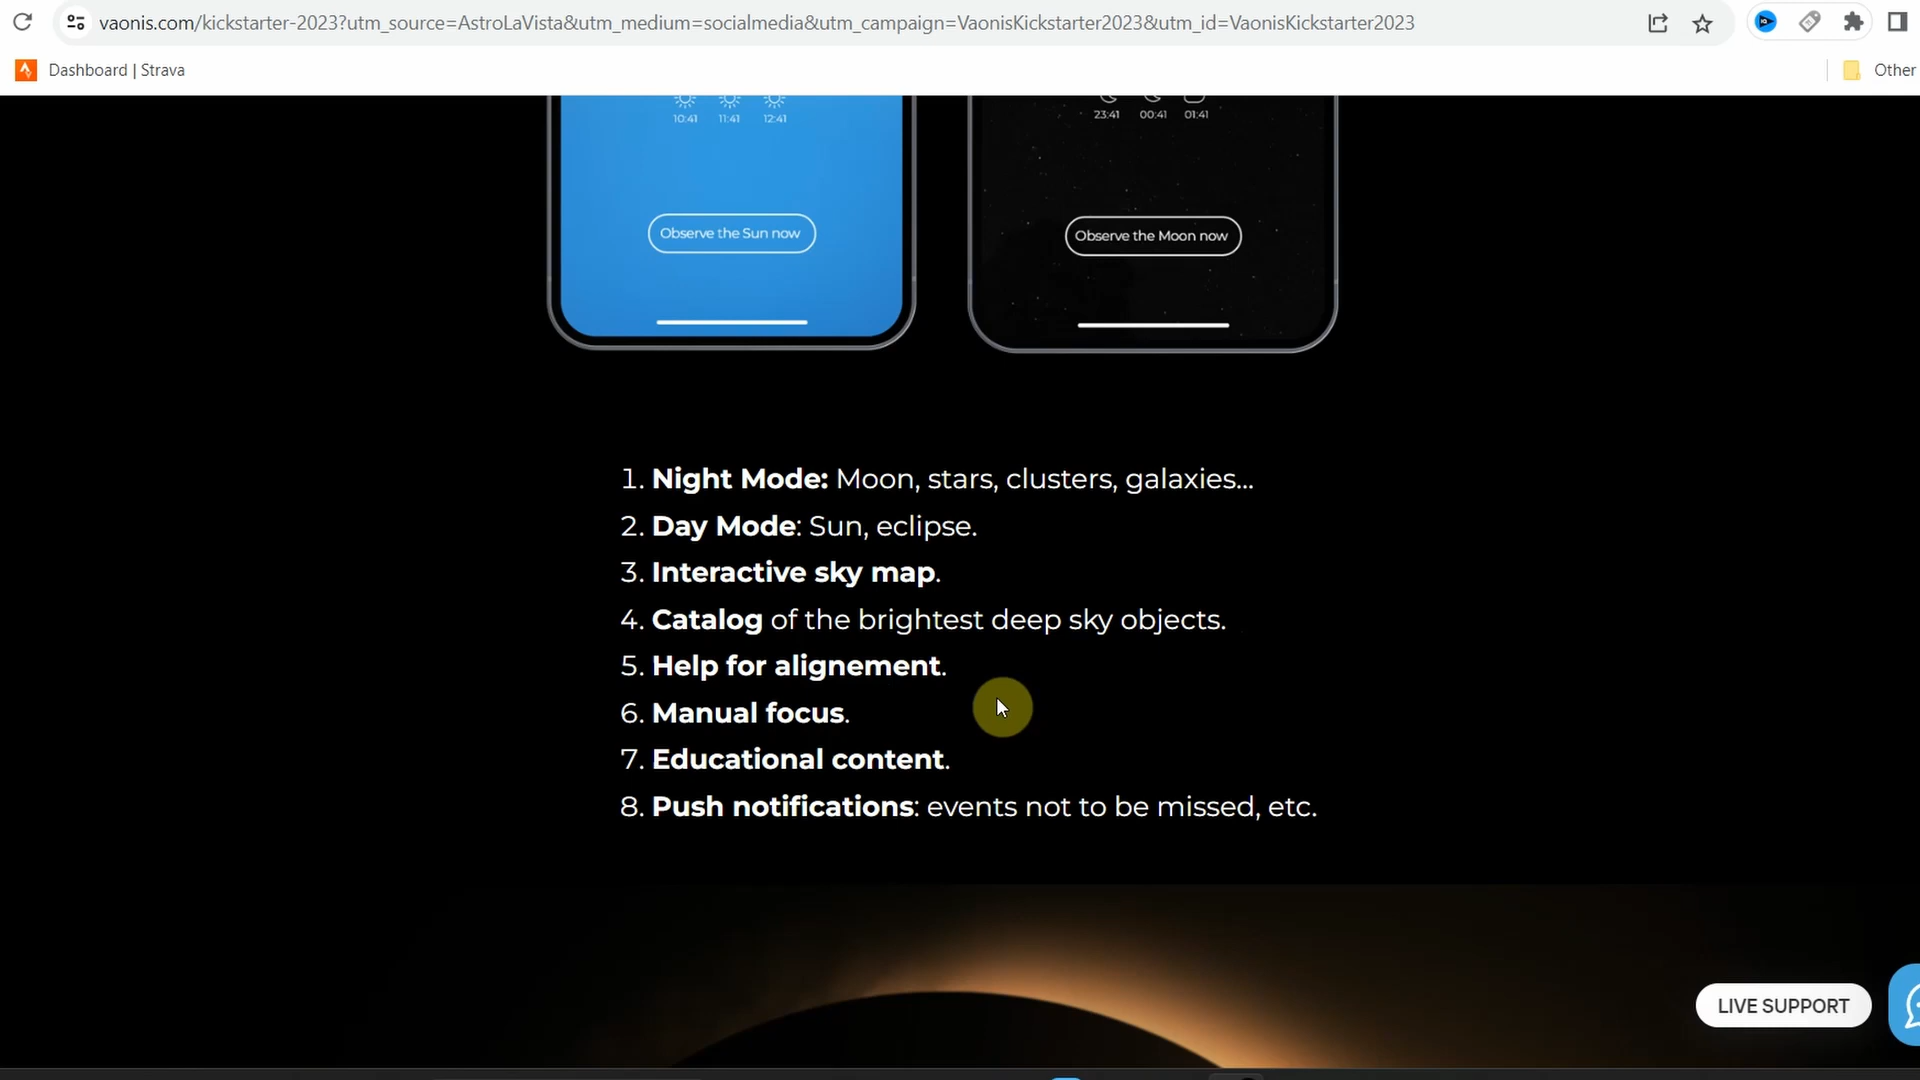 vaonis.com/kickstarter-2023?utm_source=AstroLaVista&utm_medium=socialmedia&utm_campaign=VaonisKickstarter2023&utm_id=VaonisKickstarter2023
Dashboard | Strava
Other
10:41 11:41 12:41
23:41 00:41 01:41
Observe the Sun now
Observe the Moon now
1. Night Mode: Moon, stars, clusters, galaxies...
2. Day Mode: Sun, eclipse.
3. Interactive sky map.
4. Catalog of the brightest deep sky objects.
5. Help for alignement.
6. Manual focus.
7. Educational content.
8. Push notifications: events not to be missed, etc.
LIVE SUPPORT